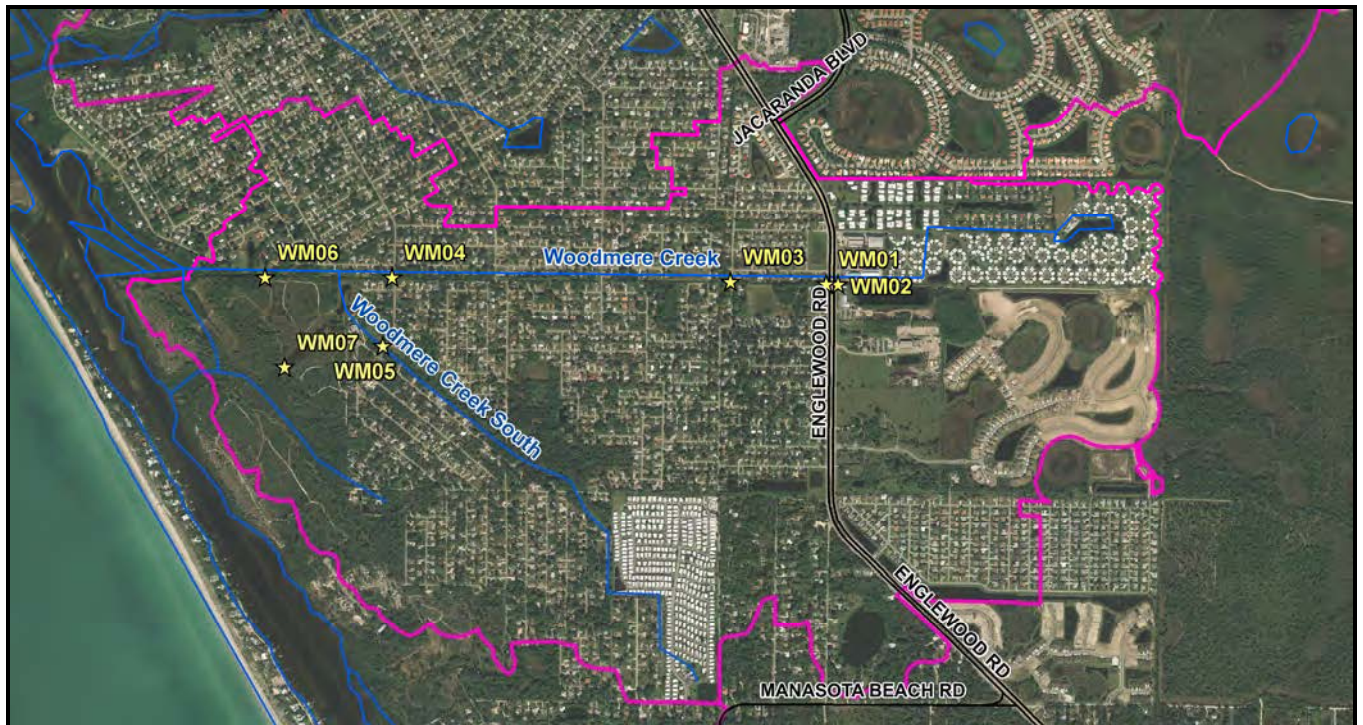 JACARANDA BLVD
WM06
WM04
Woodmere Creek
WM03
WM01
WM02
ENGLEWOOD RD
WM07
WM05
Woodmere Creek South
ENGLEWOOD RD
MANASOTA BEACH RD